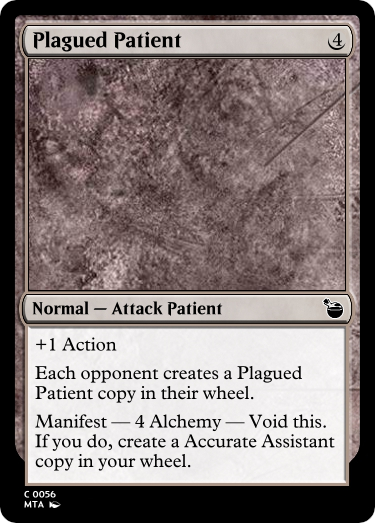 Plagued Patient 4
Normal — Attack Patient
+1 Action
Each opponent creates a Plagued
Patient copy in their wheel.
Manifest — 4 Alchemy — Void this.
If you do, create a Accurate Assistant
copy in your wheel.
C 0056
MTA